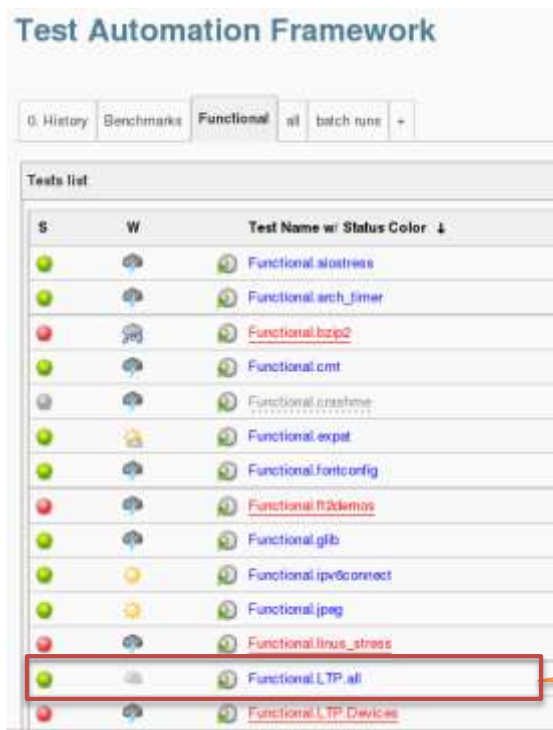 Test Automation Framework
0. History Benchmarks Functional all batch runs +
Tests list
S W Test Name w/ Status Color ↓
Functional.aiostress
Functional.arch_timer
Functional.bzip2
Functional.cmt
Functional.crashme
Functional.expat
Functional.fontconfig
Functional.ft2demos
Functional.glib
Functional.ipv6connect
Functional.jpeg
Functional.linus_stress
Functional.LTP.all
Functional.LTP.Devices